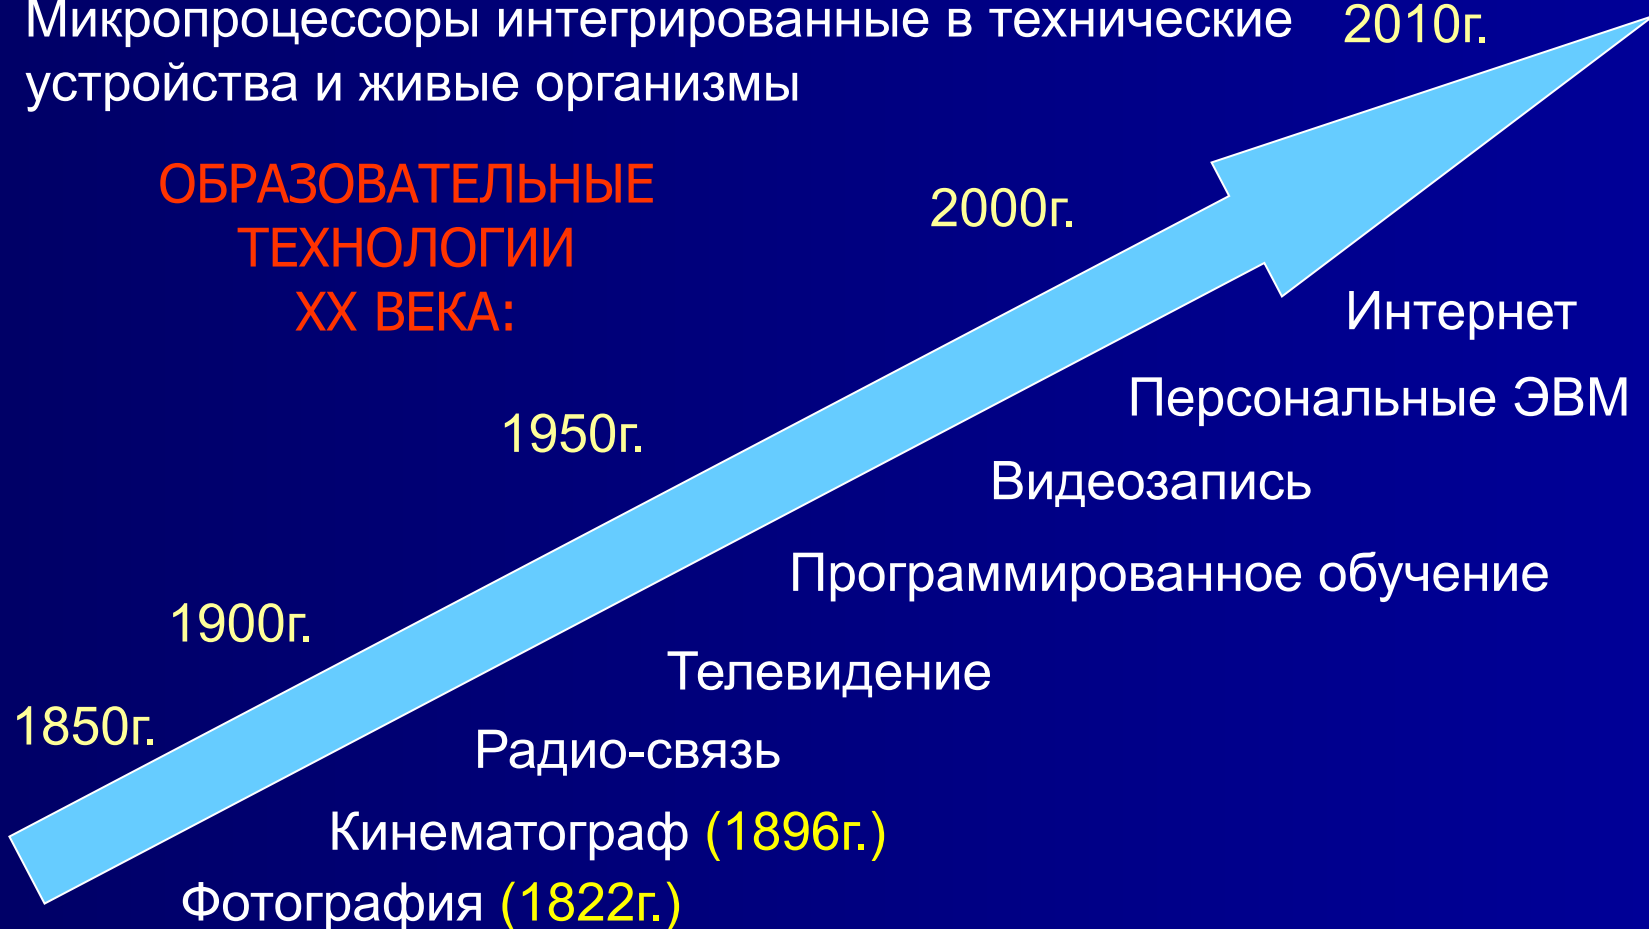 Микропроцессоры интегрированные в технические
устройства и живые организмы
2010г.
ОБРАЗОВАТЕЛЬНЫЕ
ТЕХНОЛОГИИ
XX ВЕКА:
2000г.
Интернет
Персональные ЭВМ
1950г.
Видеозапись
Программированное обучение
1900г.
Телевидение
1850г.
Радио-связь
Кинематограф (1896г.)
Фотография (1822г.)